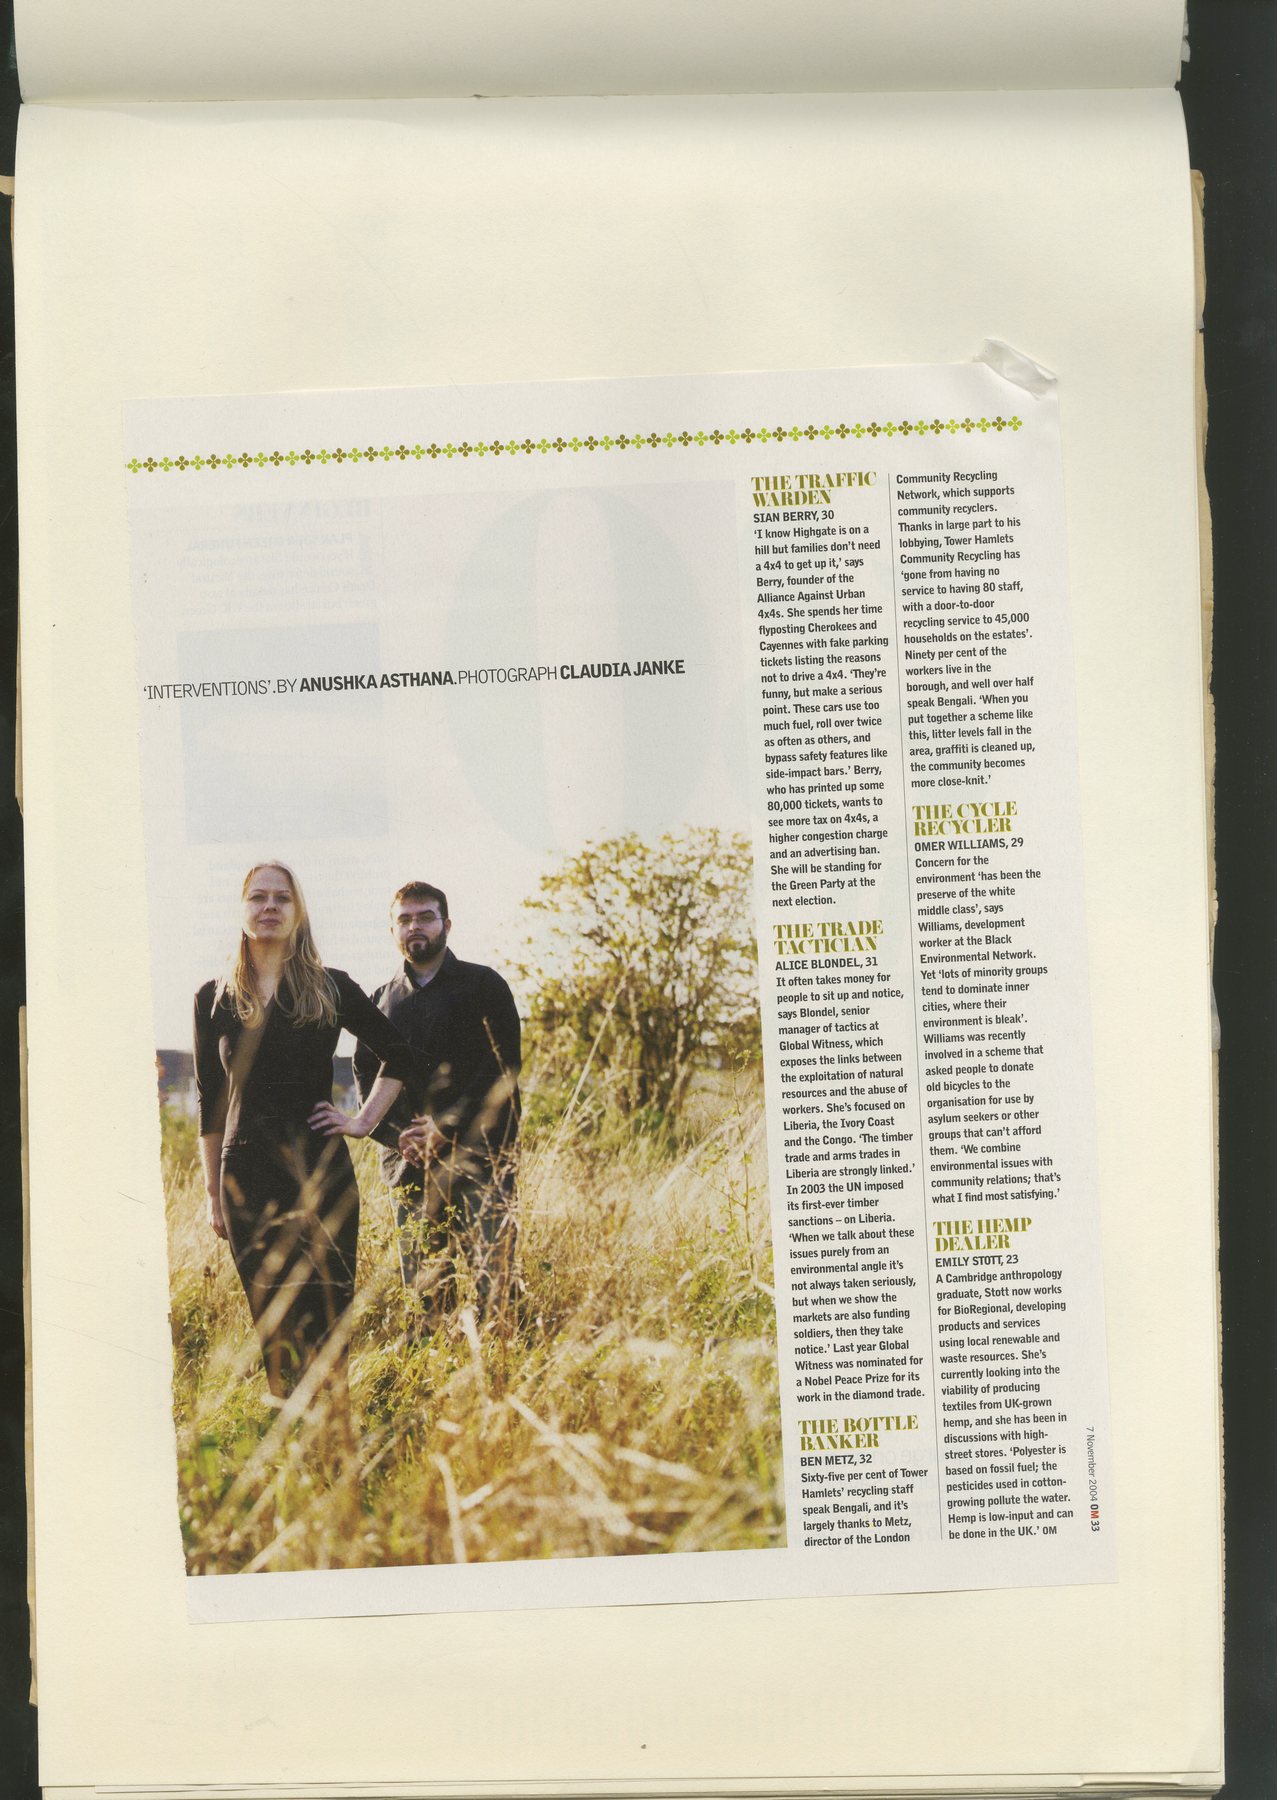 'INTERVENTIONS'. BY ANUSHKA ASTHANA. PHOTOGRAPH CLAUDIA JANKE
THE TRAFFIC
WARDEN
SIAN BERRY, 30
'I know Highgate is on a
hill but families don't need
a 4x4 to get up it,' says
Berry, founder of the
Alliance Against Urban
4x4s. She spends her time
flyposting Cherokees and
Cayennes with fake parking
tickets listing the reasons
not to drive a 4x4. 'They're
funny, but make a serious
point. These cars use too
much fuel, roll over twice
as often as others, and
bypass safety features like
side-impact bars.' Berry,
who has printed up some
80,000 tickets, wants to
see more tax on 4x4s, a
higher congestion charge
and an advertising ban.
She will be standing for
the Green Party at the
next election.
THE TRADE
TACTICIAN
ALICE BLONDEL, 31
It often takes money for
people to sit up and notice,
says Blondel, senior
manager of tactics at
Global Witness, which
exposes the links between
the exploitation of natural
resources and the abuse of
workers. She's focused on
Liberia, the Ivory Coast
and the Congo. 'The timber
trade and arms trades in
Liberia are strongly linked.'
In 2003 the UN imposed
its first-ever timber
sanctions – on Liberia.
'When we talk about these
issues purely from an
environmental angle it's
not always taken seriously,
but when we show the
markets are also funding
soldiers, then they take
notice.' Last year Global
Witness was nominated for
a Nobel Peace Prize for its
work in the diamond trade.
THE BOTTLE
BANKER
BEN METZ, 32
Sixty-five per cent of Tower
Hamlets' recycling staff
speak Bengali, and it's
largely thanks to Metz,
director of the London
Community Recycling
Network, which supports
community recyclers.
Thanks in large part to his
lobbying, Tower Hamlets
Community Recycling has
'gone from having no
service to having 80 staff,
with a door-to-door
recycling service to 45,000
households on the estates'.
Ninety per cent of the
workers live in the
borough, and well over half
speak Bengali. 'When you
put together a scheme like
this, litter levels fall in the
area, graffiti is cleaned up,
the community becomes
more close-knit.'
THE CYCLE
RECYCLER
OMER WILLIAMS, 29
Concern for the
environment 'has been the
preserve of the white
middle class', says
Williams, development
worker at the Black
Environmental Network.
Yet 'lots of minority groups
tend to dominate inner
cities, where their
environment is bleak'.
Williams was recently
involved in a scheme that
asked people to donate
old bicycles to the
organisation for use by
asylum seekers or other
groups that can't afford
them. 'We combine
environmental issues with
community relations; that's
what I find most satisfying.'
THE HEMP
DEALER
EMILY STOTT, 23
A Cambridge anthropology
graduate, Stott now works
for BioRegional, developing
products and services
using local renewable and
waste resources. She's
currently looking into the
viability of producing
textiles from UK-grown
hemp, and she has been in
discussions with high-
street stores. 'Polyester is
based on fossil fuel; the
pesticides used in cotton-
growing pollute the water.
Hemp is low-input and can
be done in the UK.' OM
7 November 2004 OM 33